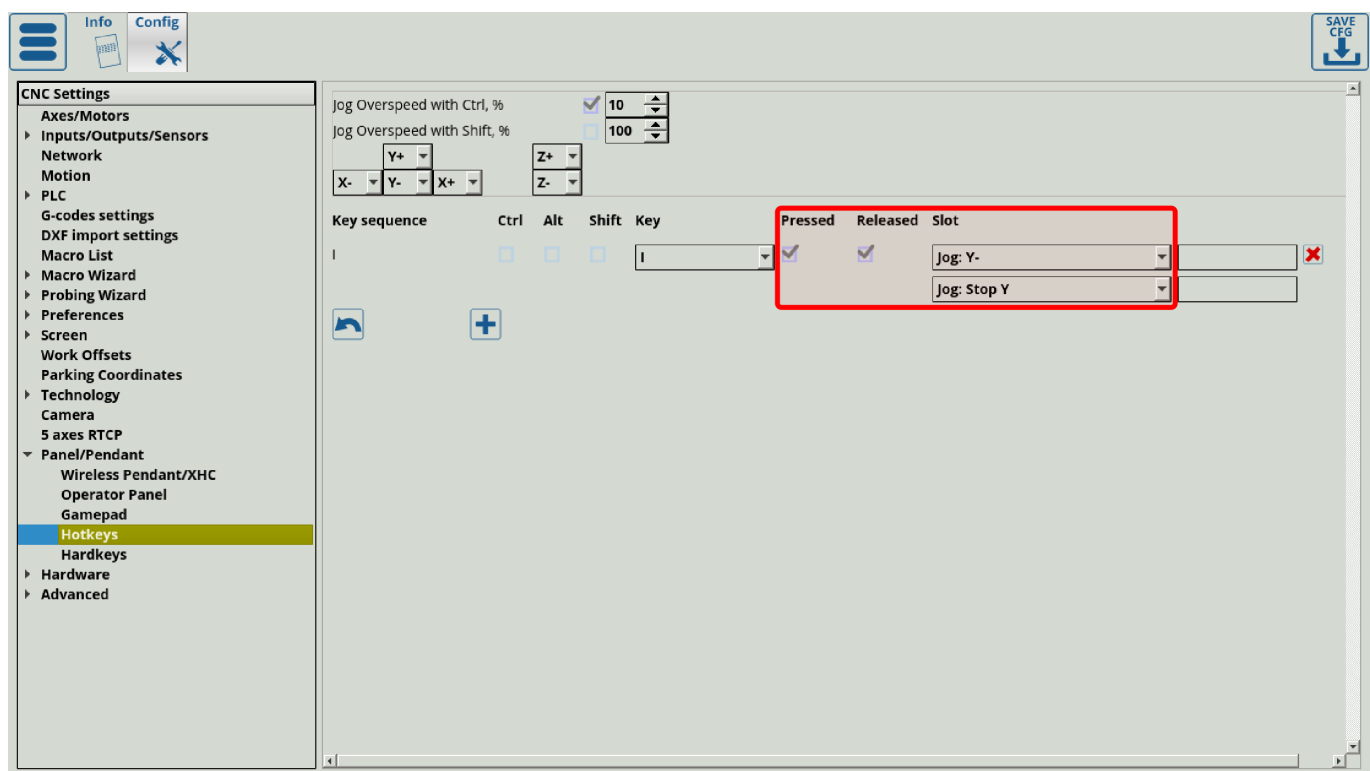 Info
Config
SAVE
CFG
CNC Settings
Axes/Motors
Inputs/Outputs/Sensors
Network
Motion
PLC
G-codes settings
DXF import settings
Macro List
Macro Wizard
Probing Wizard
Preferences
Screen
Work Offsets
Parking Coordinates
Technology
Camera
5 axes RTCP
Panel/Pendant
Wireless Pendant/XHC
Operator Panel
Gamepad
Hotkeys
Hardkeys
Hardware
Advanced
Jog Overspeed with Ctrl, % 10
Jog Overspeed with Shift, % 100
Y+ Z+
X- Y- X+ Z-
Key sequence Ctrl Alt Shift Key Pressed Released Slot
I I Jog: Y-
Jog: Stop Y